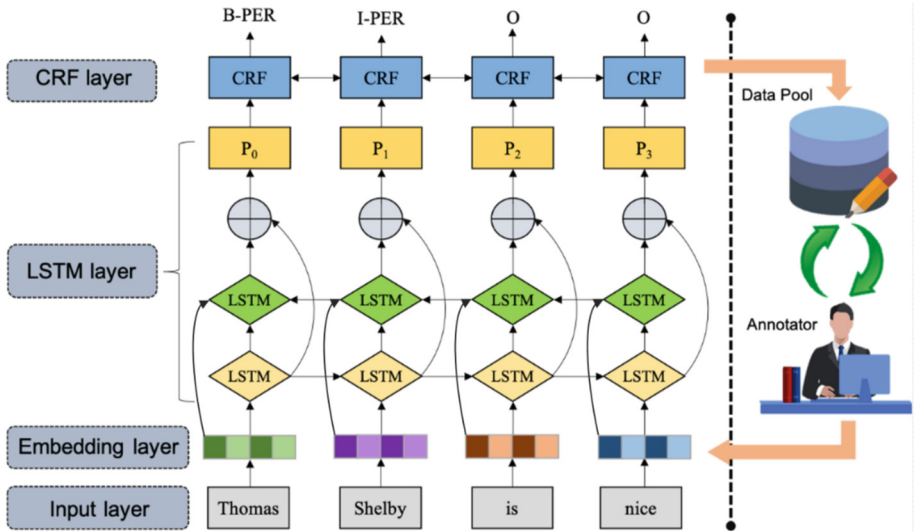 B-PER I-PER O O
CRF layer CRF CRF CRF CRF
Data Pool
P0 P1 P2 P3
LSTM layer
LSTM LSTM LSTM LSTM
Annotator
LSTM LSTM LSTM LSTM
Embedding layer
Input layer Thomas Shelby is nice